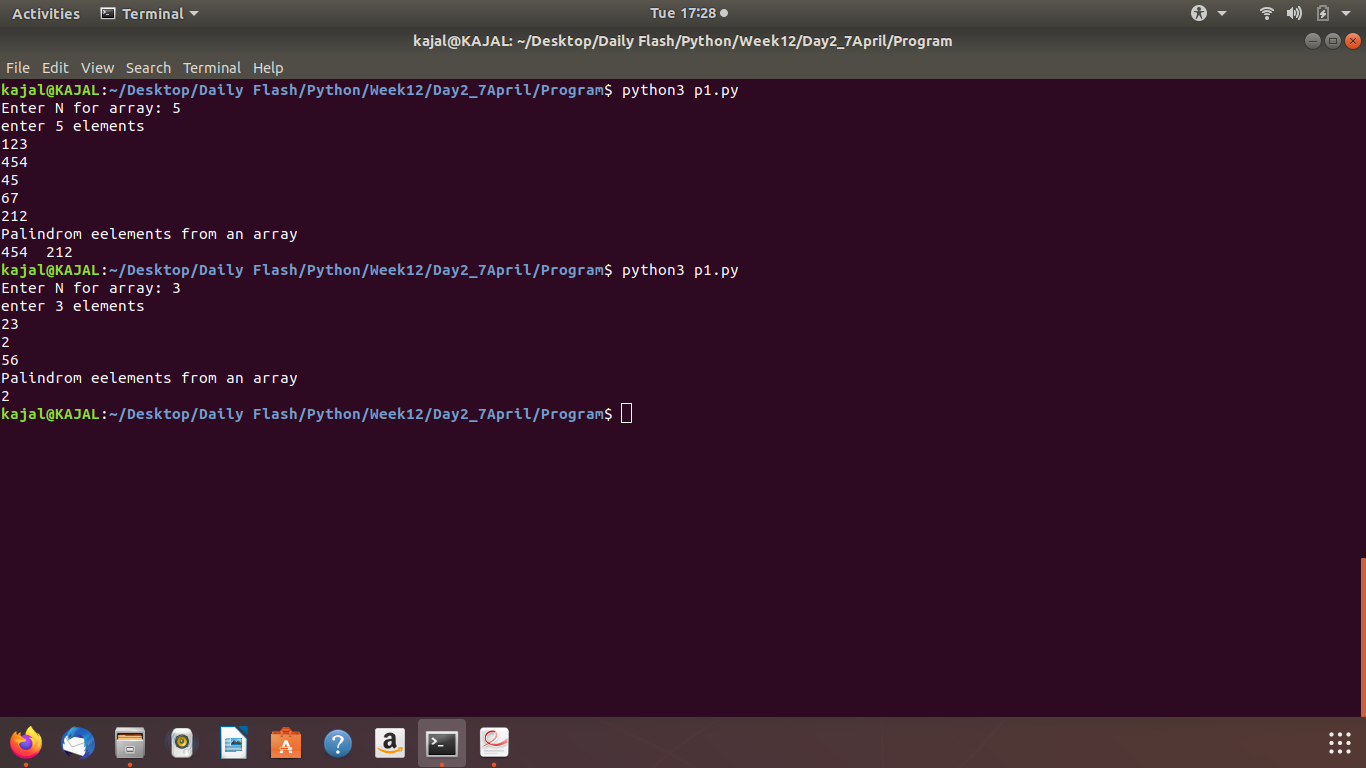 Activities Terminal Tue 17:28
kajal@KAJAL: ~/Desktop/Daily Flash/Python/Week12/Day2_7April/Program
File Edit View Search Terminal Help
kajal@KAJAL:~/Desktop/Daily Flash/Python/Week12/Day2_7April/Program$ python3 p1.py
Enter N for array: 5
enter 5 elements
123
454
45
67
212
Palindrom eelements from an array
454  212
kajal@KAJAL:~/Desktop/Daily Flash/Python/Week12/Day2_7April/Program$ python3 p1.py
Enter N for array: 3
enter 3 elements
23
2
56
Palindrom eelements from an array
2
kajal@KAJAL:~/Desktop/Daily Flash/Python/Week12/Day2_7April/Program$